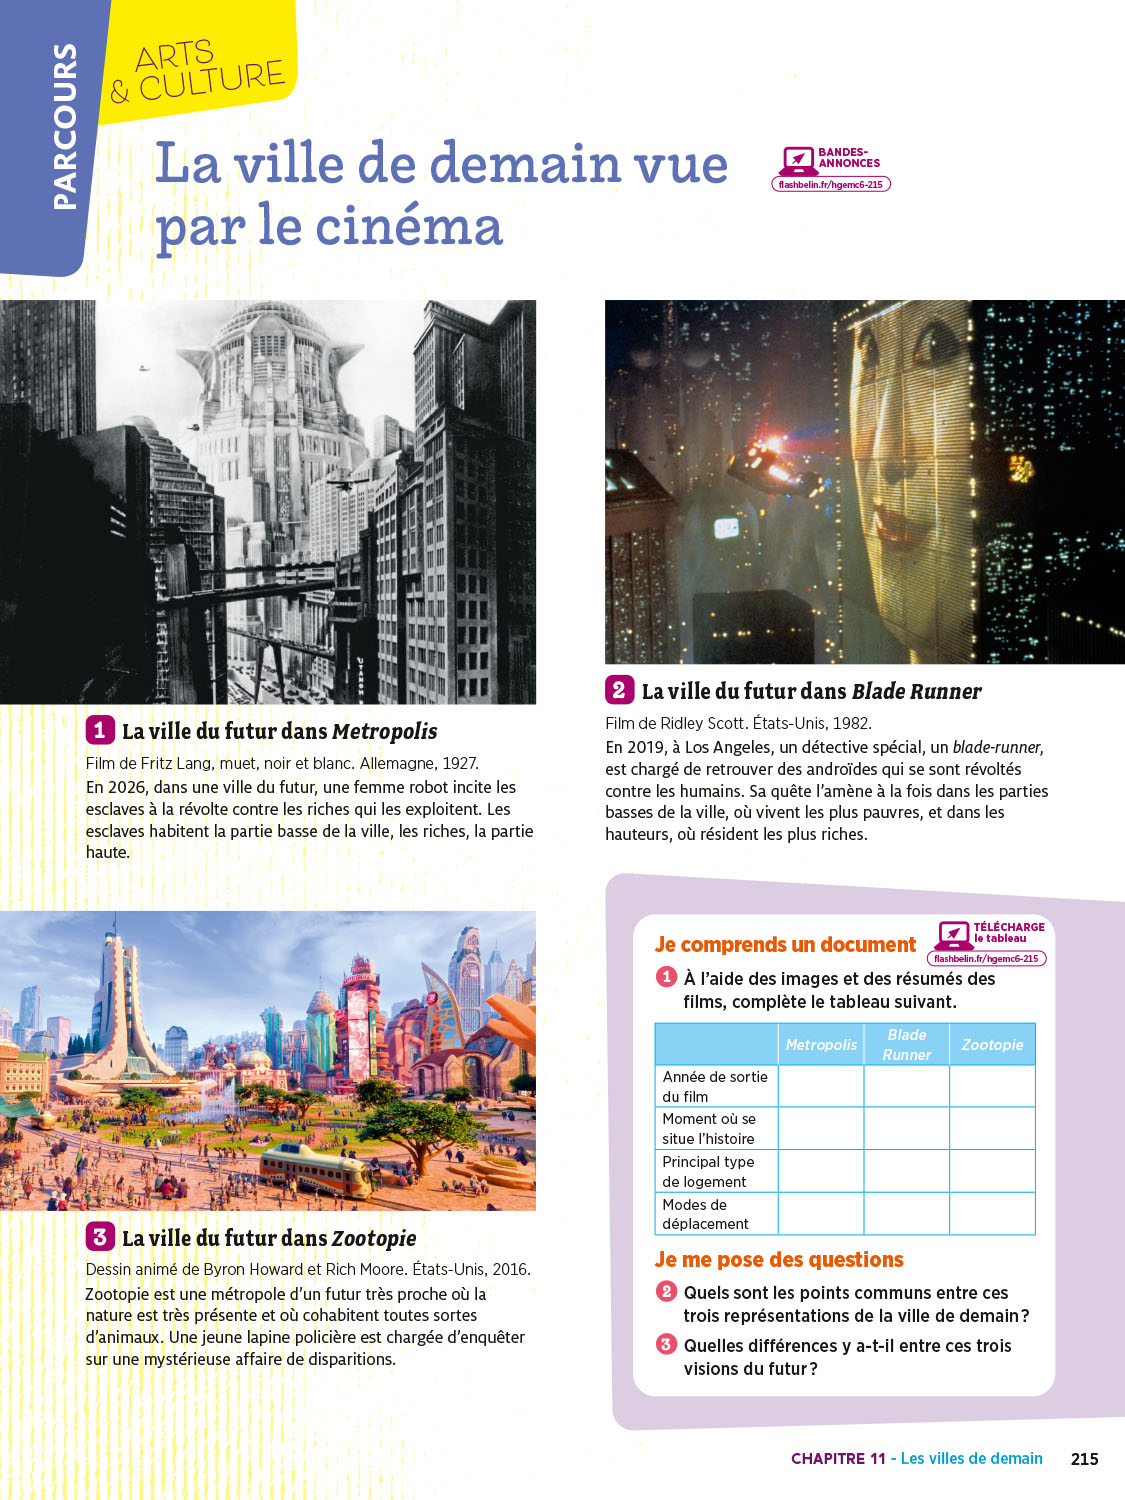 PARCOURS
ARTS
& CULTURE
La ville de demain vue
par le cinéma
BANDES-
ANNONCES
flashbelin.fr/hgemc6-215
1 La ville du futur dans Metropolis
Film de Fritz Lang, muet, noir et blanc. Allemagne, 1927.
En 2026, dans une ville du futur, une femme robot incite les
esclaves à la révolte contre les riches qui les exploitent. Les
esclaves habitent la partie basse de la ville, les riches, la partie
haute.
2 La ville du futur dans Blade Runner
Film de Ridley Scott. États-Unis, 1982.
En 2019, à Los Angeles, un détective spécial, un blade-runner,
est chargé de retrouver des androïdes qui se sont révoltés
contre les humains. Sa quête l’amène à la fois dans les parties
basses de la ville, où vivent les plus pauvres, et dans les
hauteurs, où résident les plus riches.
3 La ville du futur dans Zootopie
Dessin animé de Byron Howard et Rich Moore. États-Unis, 2016.
Zootopie est une métropole d’un futur très proche où la
nature est très présente et où cohabitent toutes sortes
d’animaux. Une jeune lapine policière est chargée d’enquêter
sur une mystérieuse affaire de disparitions.
Je comprends un document
TÉLÉCHARGE
le tableau
flashbelin.fr/hgemc6-215
1 À l’aide des images et des résumés des
films, complète le tableau suivant.
Metropolis
Blade
Runner
Zootopie
Année de sortie
du film
Moment où se
situe l’histoire
Principal type
de logement
Modes de
déplacement
Je me pose des questions
2 Quels sont les points communs entre ces
trois représentations de la ville de demain ?
3 Quelles différences y a-t-il entre ces trois
visions du futur ?
CHAPITRE 11 - Les villes de demain 215